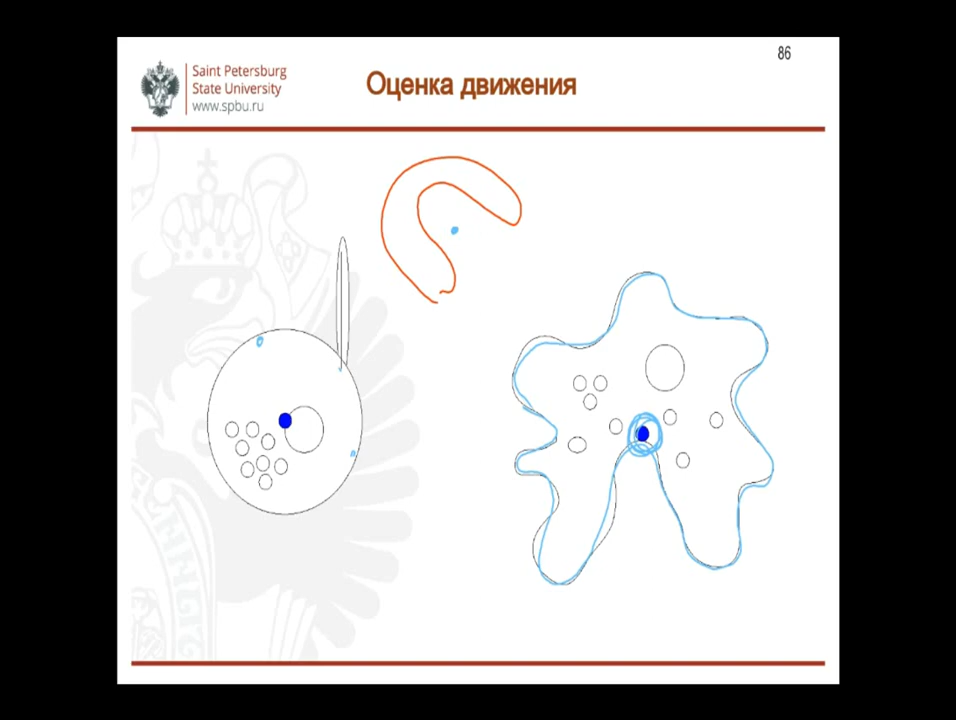 86
Saint Petersburg
State University
www.spbu.ru
Оценка движения